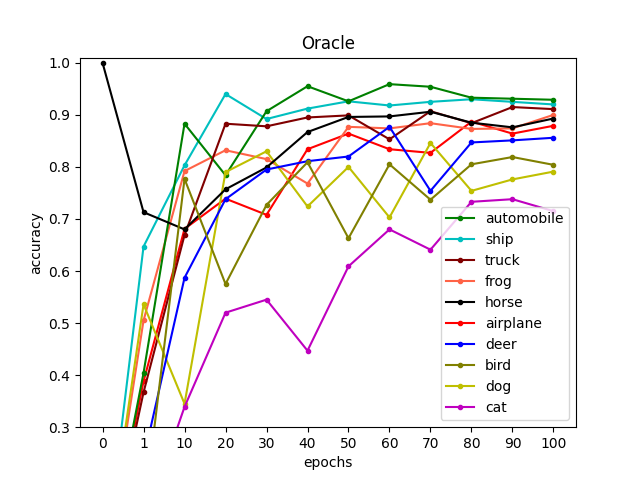 Oracle
1.0
0.9
0.8
0.7
0.6
0.5
0.4
0.3
accuracy
0 1 10 20 30 40 50 60 70 80 90 100
epochs
automobile
ship
truck
frog
horse
airplane
deer
bird
dog
cat